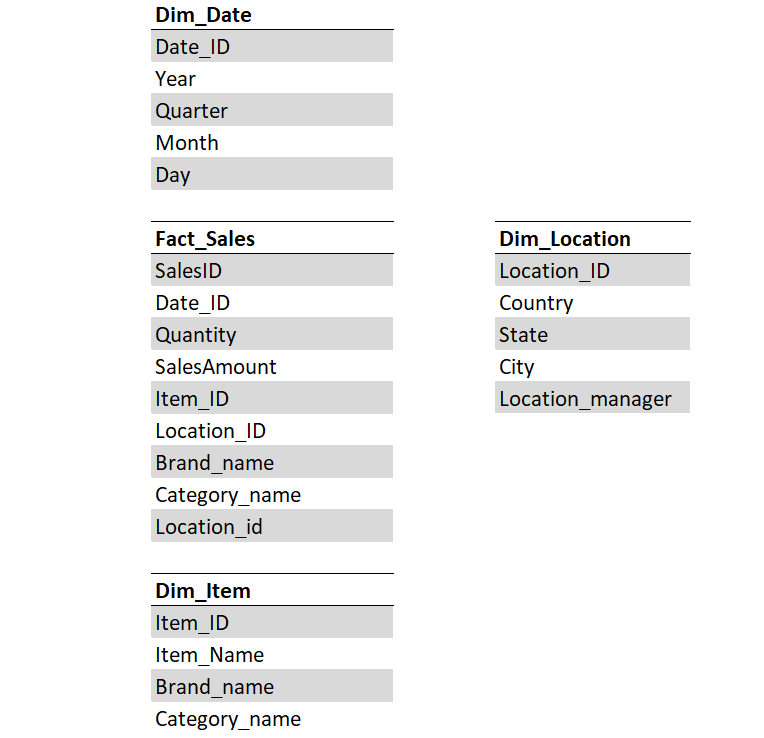 Dim_Date
Date_ID
Year
Quarter
Month
Day
Fact_Sales
SalesID
Date_ID
Quantity
SalesAmount
Item_ID
Location_ID
Brand_name
Category_name
Location_id
Dim_Location
Location_ID
Country
State
City
Location_manager
Dim_Item
Item_ID
Item_Name
Brand_name
Category_name